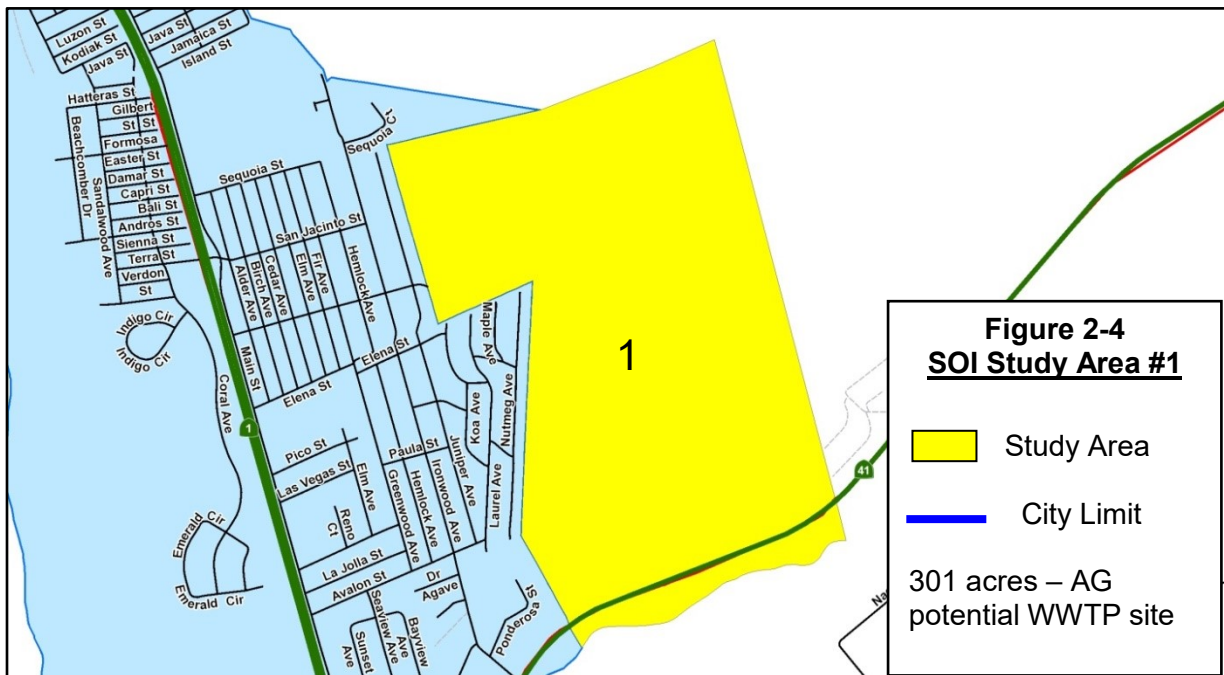 Luzon St
Kodiak St
Java St
Java St
Jamaica St
Island St
Hatteras St
Gilbert
St St
Formosa
Easter St
Damar St
Capri St
Bali St
Andros St
Sienna St
Terra St
Verdon
St
Beachcomber Dr
Sandalwood Ave
Indigo Cir
Indigo Cir
Coral Ave
Main St
1
Sequoia St
Sequoia Ct
San Jacinto St
Alder Ave
Birch Ave
Cedar Ave
Elm Ave
Fir Ave
Hemlock Ave
Elena St
Elena St
Maple Ave
Koa Ave
Nutmeg Ave
Laurel Ave
Pico St
Las Vegas St
Elm Ave
Reno
Ct
Paula St
Greenwood Ave
Hemlock Ave
Ironwood Ave
Juniper Ave
Emerald Cir
Emerald Cir
La Jolla St
Avalon St
Dr
Agave
Seaview Ave
Bayview
Ave
Sunset
Ave
Ponderosa St
1
41
Na
Figure 2-4
SOI Study Area #1
Study Area
City Limit
301 acres – AG
potential WWTP site